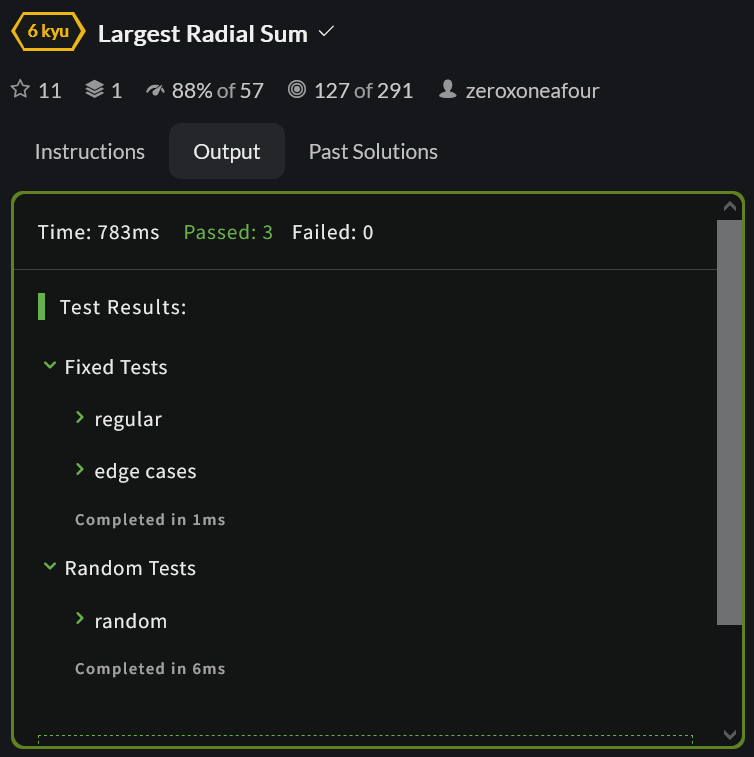 6 kyu Largest Radial Sum
11 1 88% of 57 127 of 291 zeroxoneafour
Instructions Output Past Solutions
Time: 783ms Passed: 3 Failed: 0
Test Results:
Fixed Tests
regular
edge cases
Completed in 1ms
Random Tests
random
Completed in 6ms